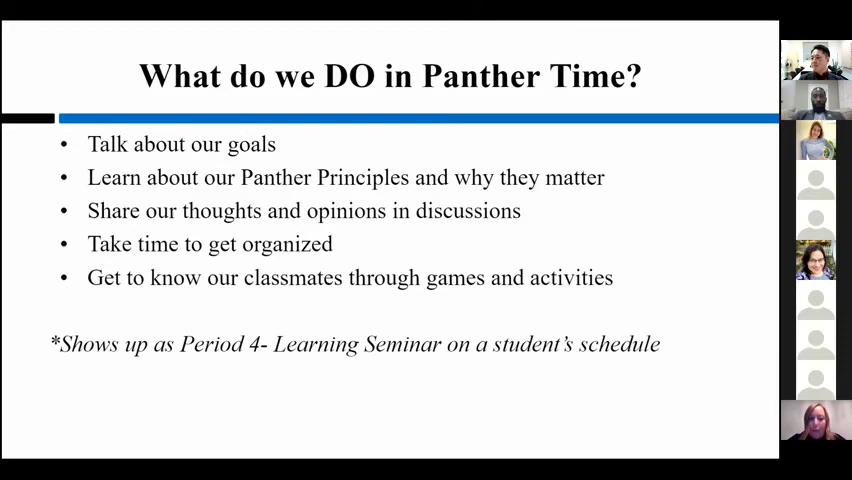 What do we DO in Panther Time?
• Talk about our goals
• Learn about our Panther Principles and why they matter
• Share our thoughts and opinions in discussions
• Take time to get organized
• Get to know our classmates through games and activities
*Shows up as Period 4- Learning Seminar on a student’s schedule